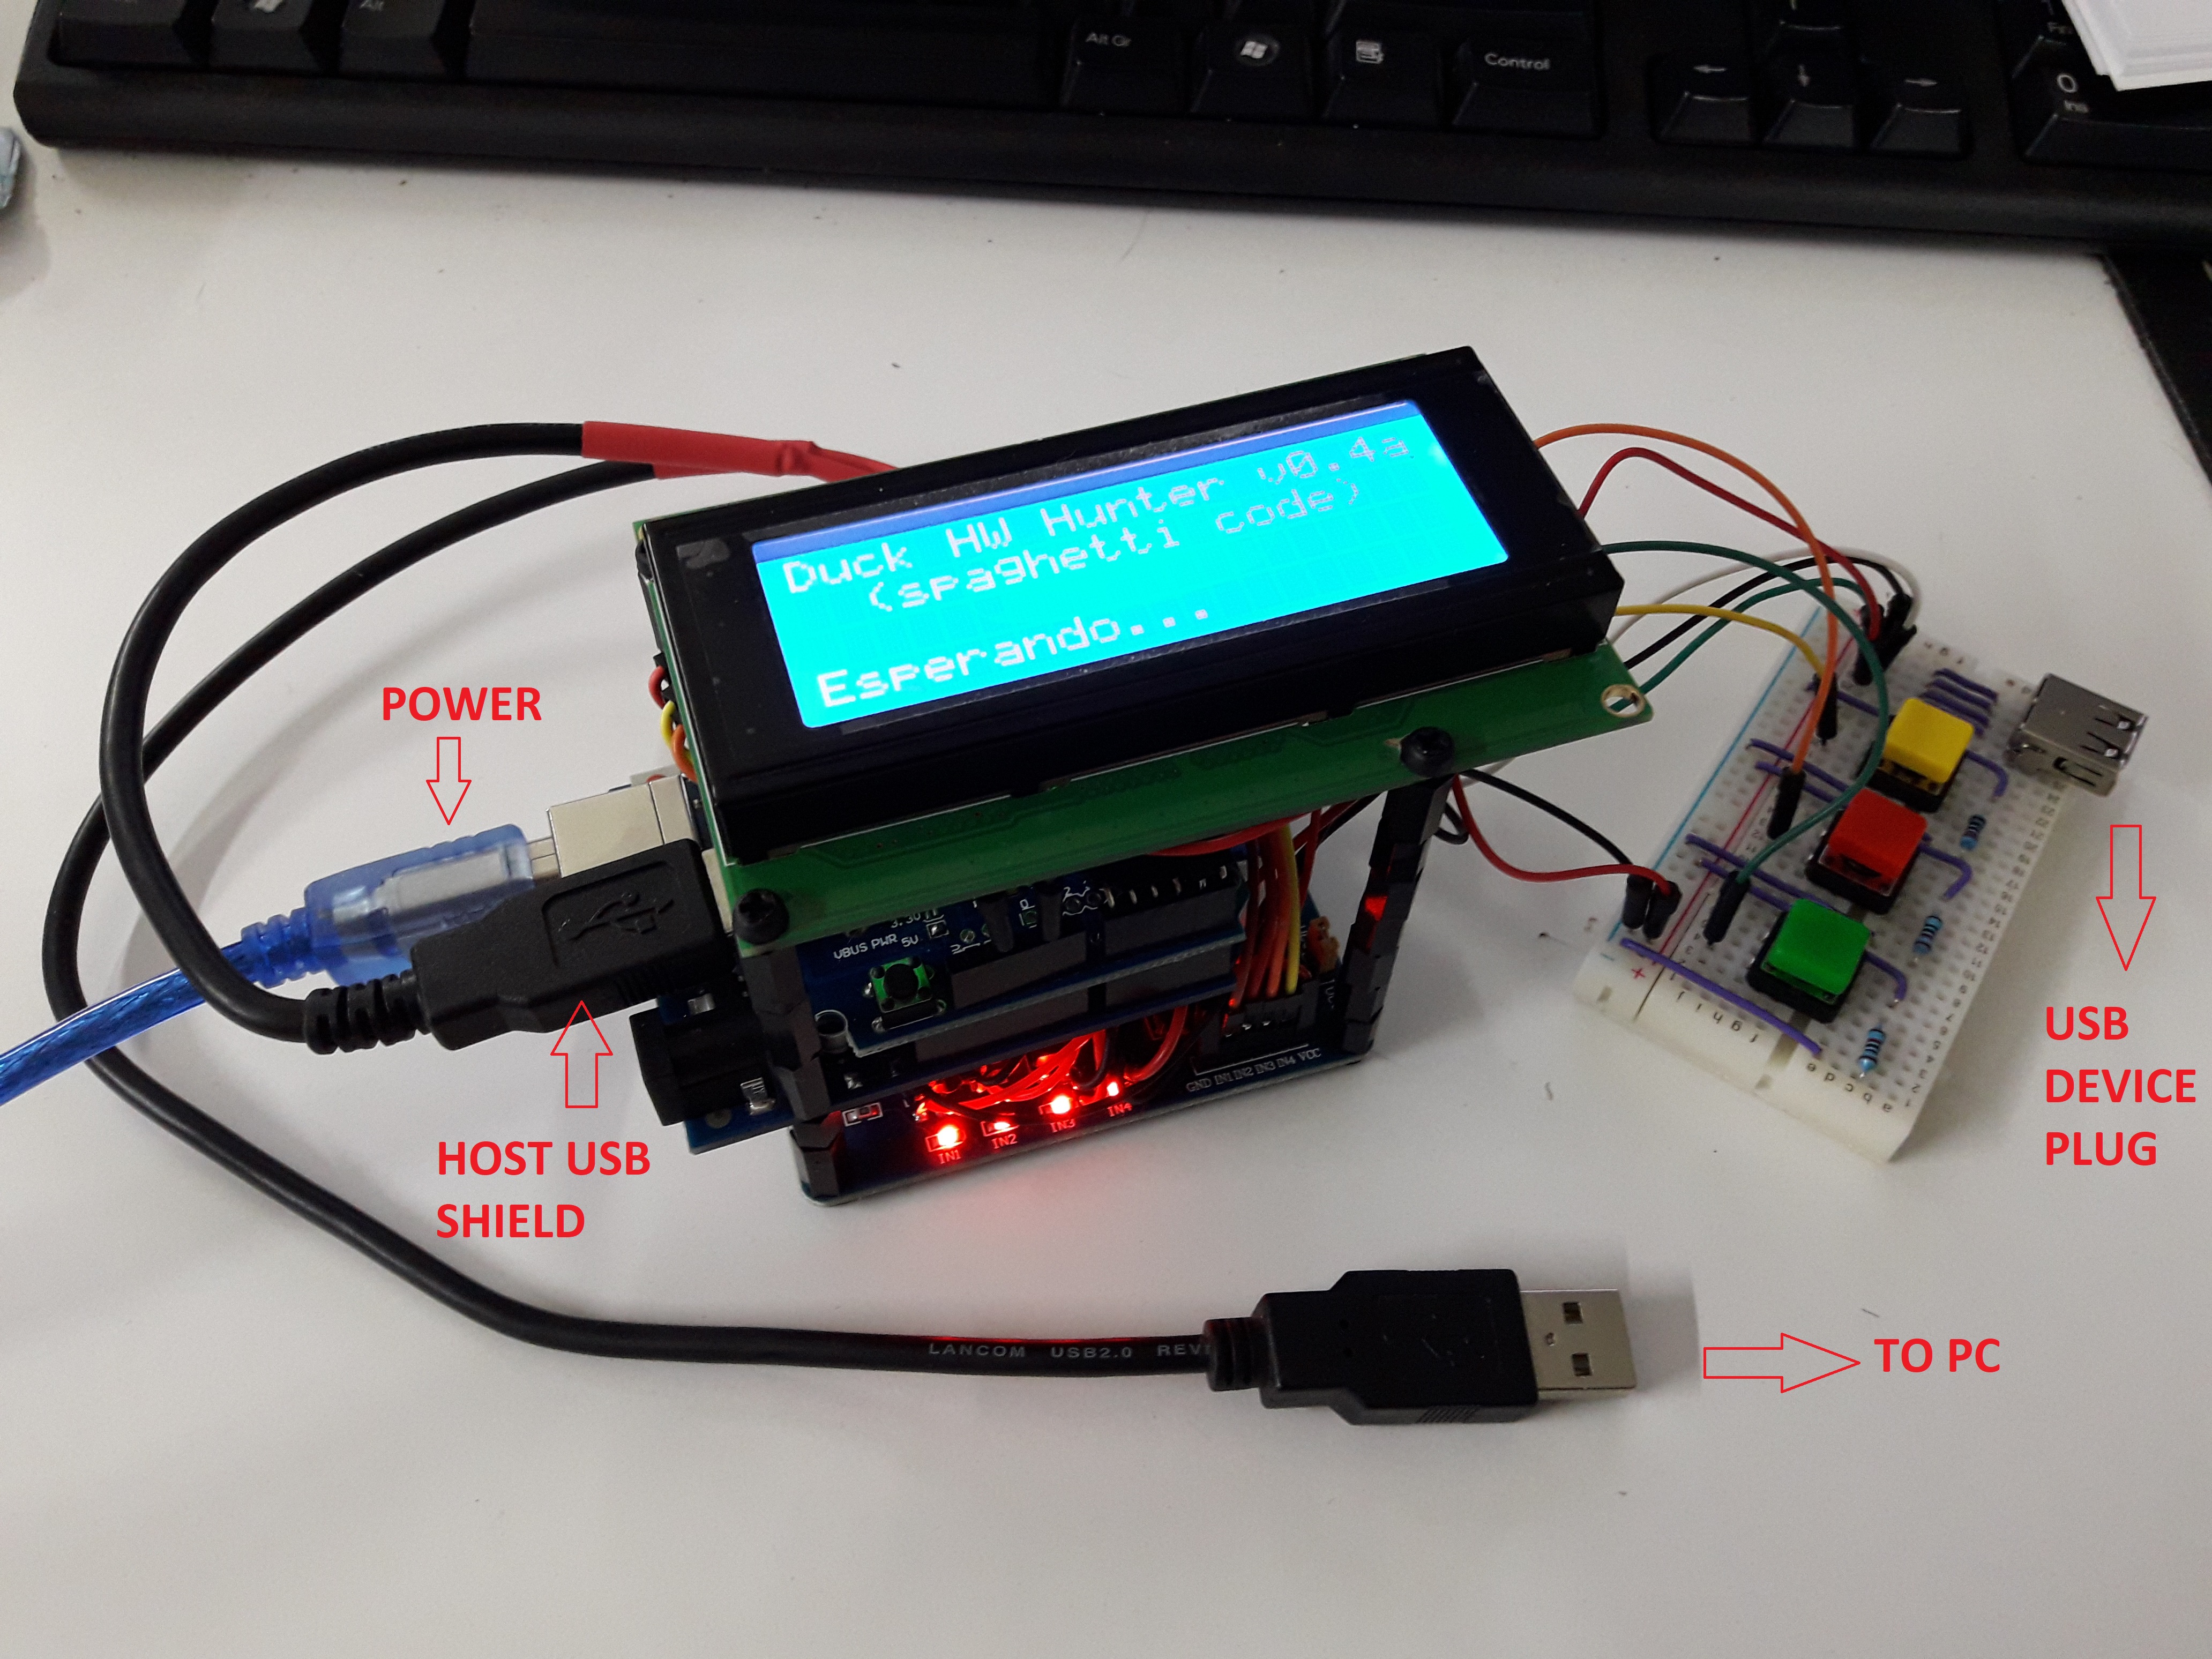 Alt
Alt Gr
Control
Fin
0
Ins
Duck HW Hunter v0.4a
(spaghetti code)
Esperando...
POWER
HOST USB
SHIELD
USB
DEVICE
PLUG
TO PC
VBUS PWR 5V
GND IN1 IN2 IN3 IN4 VCC
IN1 IN2 IN3 IN4
LANCOM USB2.0 REV